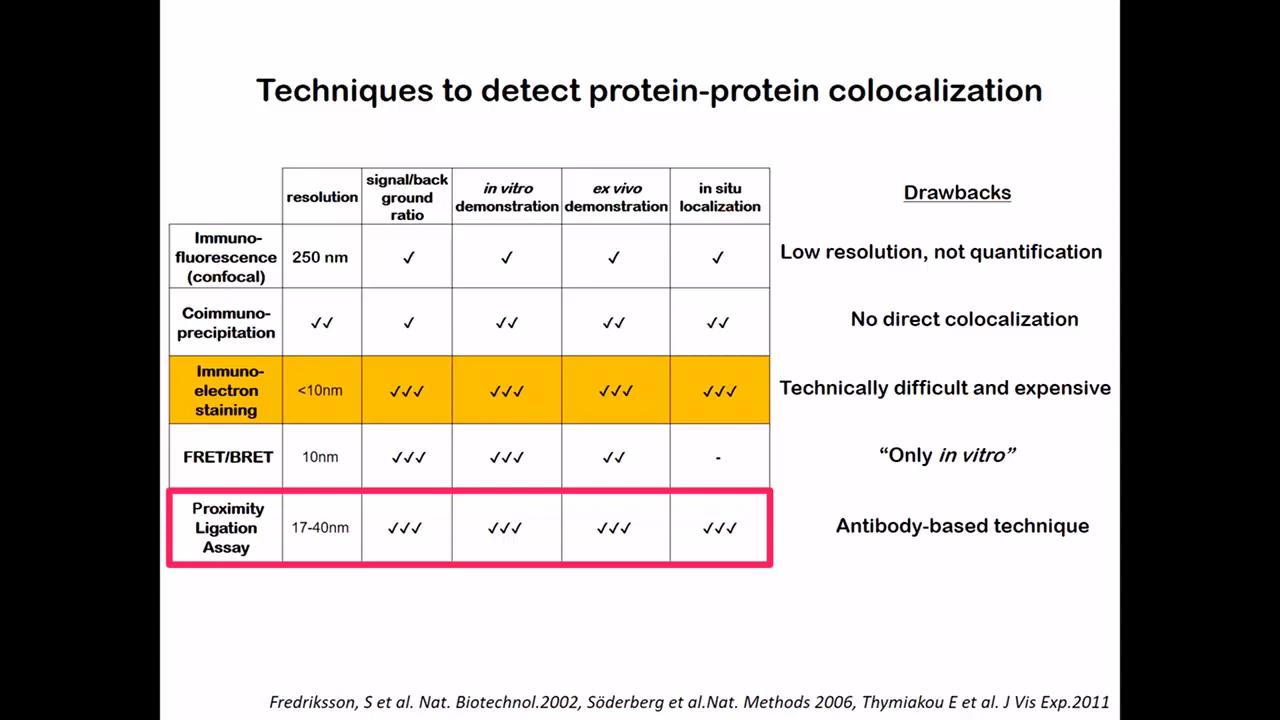 Techniques to detect protein-protein colocalization
resolution
signal/back
ground
ratio
in vitro
demonstration
ex vivo
demonstration
in situ
localization
Drawbacks
Immuno-
fluorescence
(confocal)
250 nm
✓
✓
✓
✓
Low resolution, not quantification
Coimmuno-
precipitation
✓✓
✓
✓✓
✓✓
✓✓
No direct colocalization
Immuno-
electron
staining
<10nm
✓✓✓
✓✓✓
✓✓✓
✓✓✓
Technically difficult and expensive
FRET/BRET
10nm
✓✓✓
✓✓✓
✓✓
-
“Only in vitro”
Proximity
Ligation
Assay
17-40nm
✓✓✓
✓✓✓
✓✓✓
✓✓✓
Antibody-based technique
Fredriksson, S et al. Nat. Biotechnol.2002, Söderberg et al.Nat. Methods 2006, Thymiakou E et al. J Vis Exp.2011